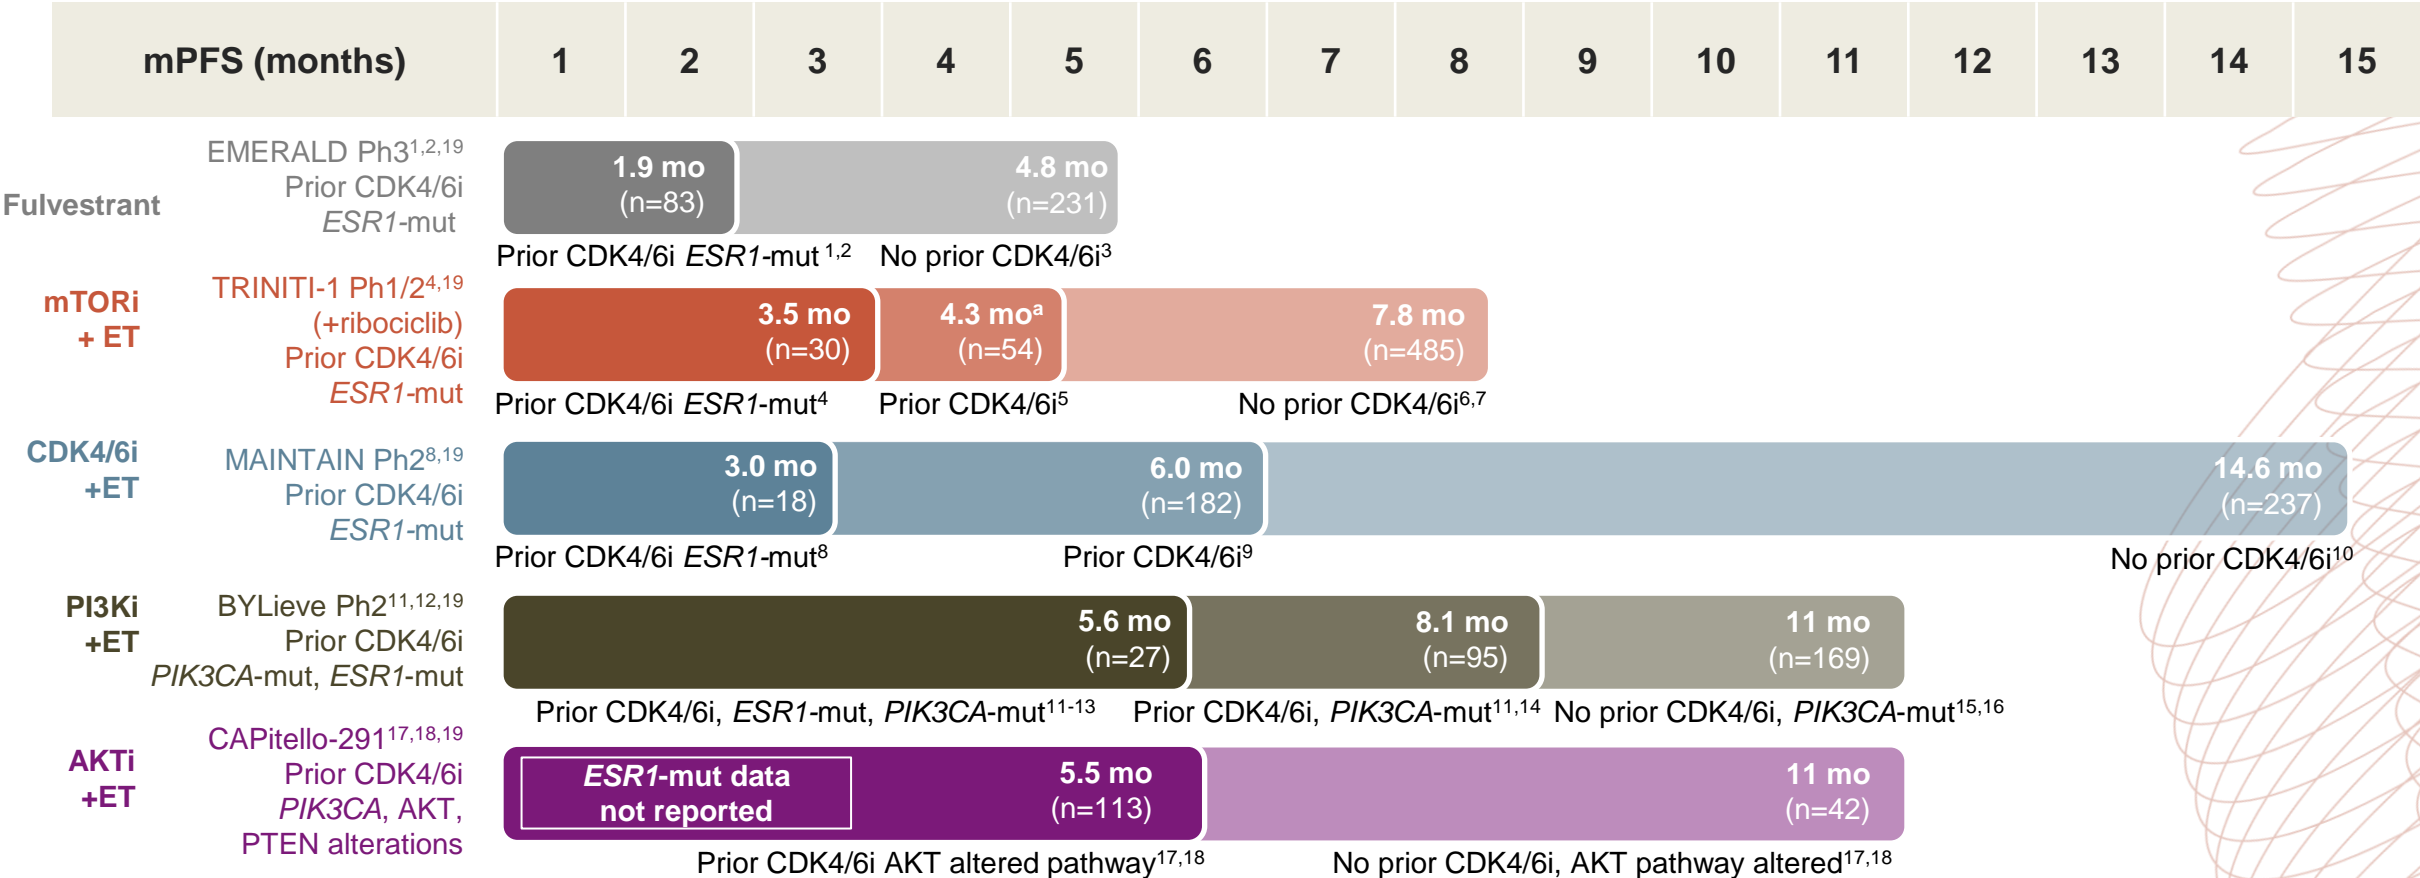 mPFS (months) 1 2 3 4 5 6 7 8 9 10 11 12 13 14 15
Fulvestrant
EMERALD Ph31,2,19
Prior CDK4/6i
ESR1-mut
1.9 mo
(n=83)
4.8 mo
(n=231)
Prior CDK4/6i ESR1-mut 1,2
No prior CDK4/6i3
mTORi
+ ET
TRINITI-1 Ph1/24,19
(+ribociclib)
Prior CDK4/6i
ESR1-mut
3.5 mo
(n=30)
4.3 moa
(n=54)
7.8 mo
(n=485)
Prior CDK4/6i ESR1-mut4
Prior CDK4/6i5
No prior CDK4/6i6,7
CDK4/6i
+ET
MAINTAIN Ph28,19
Prior CDK4/6i
ESR1-mut
3.0 mo
(n=18)
6.0 mo
(n=182)
14.6 mo
(n=237)
Prior CDK4/6i ESR1-mut8
Prior CDK4/6i9
No prior CDK4/6i10
PI3Ki
+ET
BYLieve Ph211,12,19
Prior CDK4/6i
PIK3CA-mut, ESR1-mut
5.6 mo
(n=27)
8.1 mo
(n=95)
11 mo
(n=169)
Prior CDK4/6i, ESR1-mut, PIK3CA-mut11-13
Prior CDK4/6i, PIK3CA-mut11,14
No prior CDK4/6i, PIK3CA-mut15,16
AKTi
+ET
CAPitello-29117,18,19
Prior CDK4/6i
PIK3CA, AKT,
PTEN alterations
ESR1-mut data
not reported
5.5 mo
(n=113)
11 mo
(n=42)
Prior CDK4/6i AKT altered pathway17,18
No prior CDK4/6i, AKT pathway altered17,18